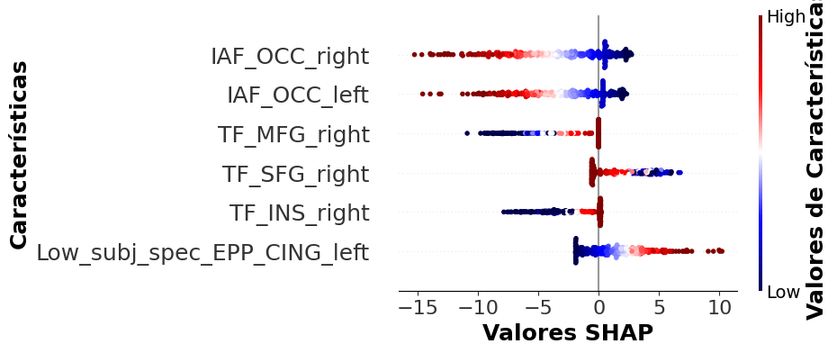 High
IAF_OCC_right
IAF_OCC_left
TF_MFG_right
TF_SFG_right
TF_INS_right
Low_subj_spec_EPP_CING_left
Low
−15 −10 −5 0 5 10
Valores SHAP
Características
Valores de Característica